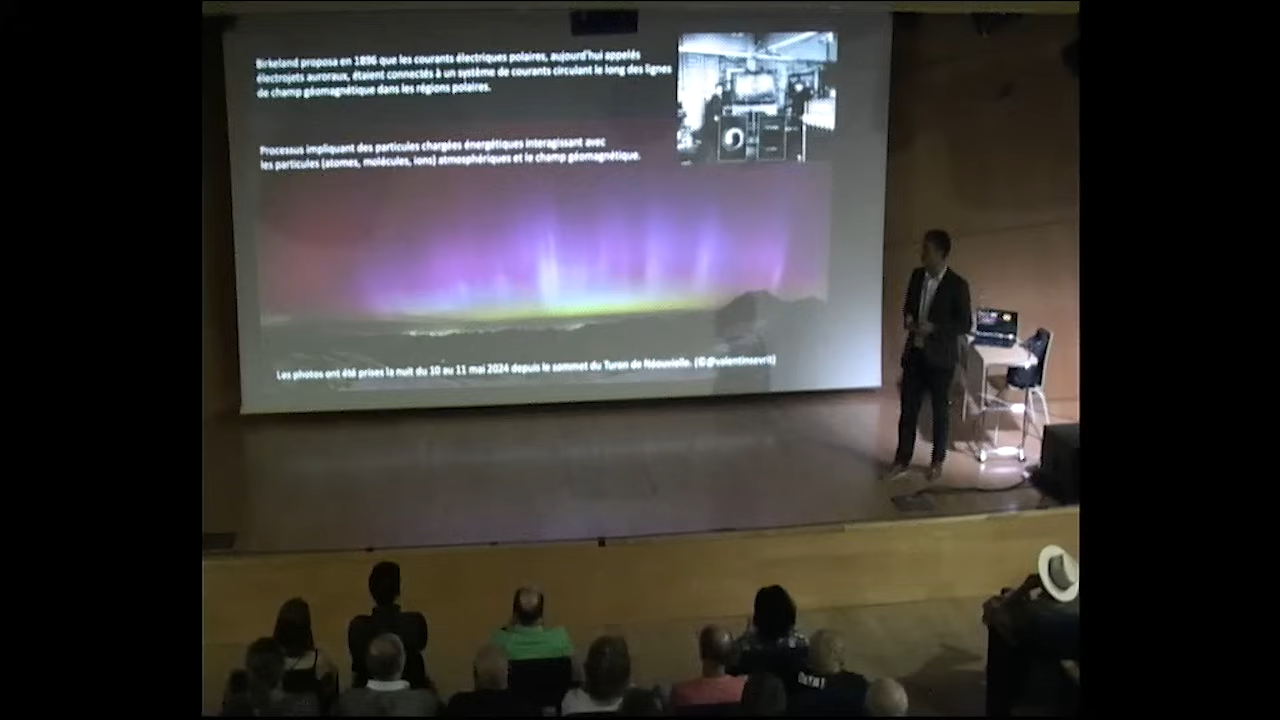 Birkeland proposa en 1896 que les courants électriques polaires, aujourd'hui appelés
électrojets auroraux, étaient connectés à un système de courants circulant le long des lignes
de champ géomagnétique dans les régions polaires.
Processus impliquant des particules chargées énergétiques interagissant avec
les particules (atomes, molécules, ions) atmosphériques et le champ géomagnétique.
Les photos ont été prises la nuit du 10 au 11 mai 2024 depuis le sommet du Turon de Néouvielle. (©@valentinsevrit)